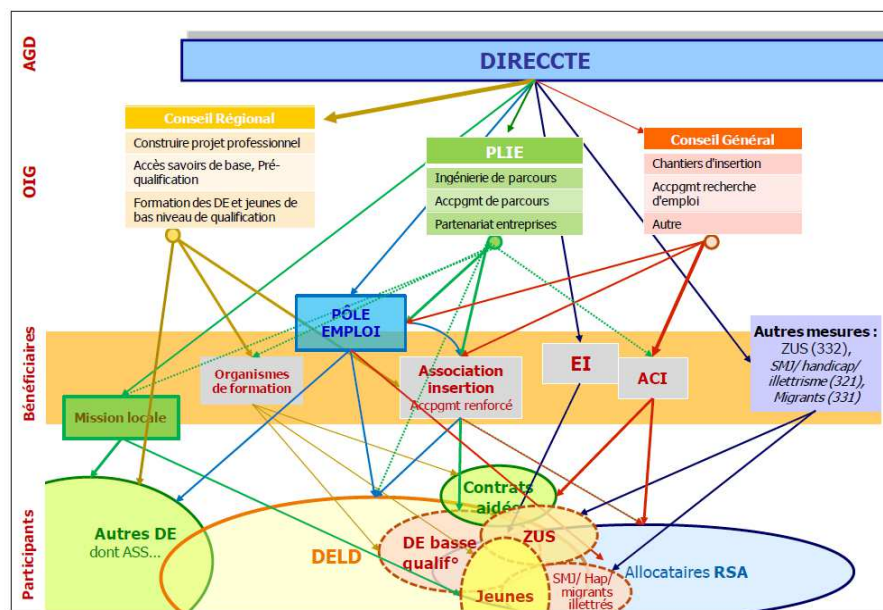 AGD
DIRECCTE
OIG
Conseil Régional
Construire projet professionnel
Accès savoirs de base, Pré-
qualification
Formation des DE et jeunes de
bas niveau de qualification
PLIE
Ingénierie de parcours
Accpgmt de parcours
Partenariat entreprises
Conseil Général
Chantiers d'insertion
Accpgmt recherche
d'emploi
Autre
Bénéficiaires
PÔLE
EMPLOI
Organismes
de formation
Association
insertion
Accpgmt renforcé
EI
ACI
Autres mesures :
ZUS (332),
SMJ/ handicap/
illettrisme (321),
Migrants (331)
Mission locale
Participants
Autres DE
dont ASS...
DELD
Contrats
aidés
DE basse
qualif°
ZUS
Jeunes
SMJ/ Hap/
migrants
illettrés
Allocataires RSA